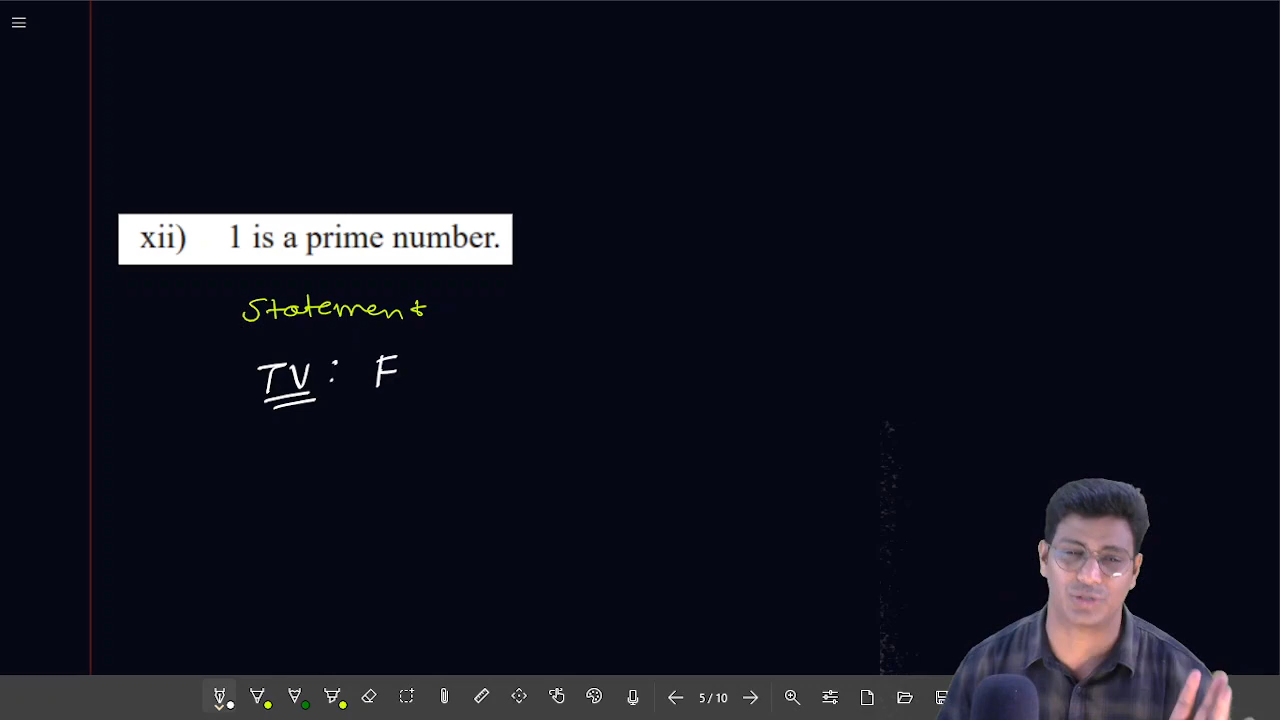 xii) 1 is a prime number.
Statement
TV : F
5/10